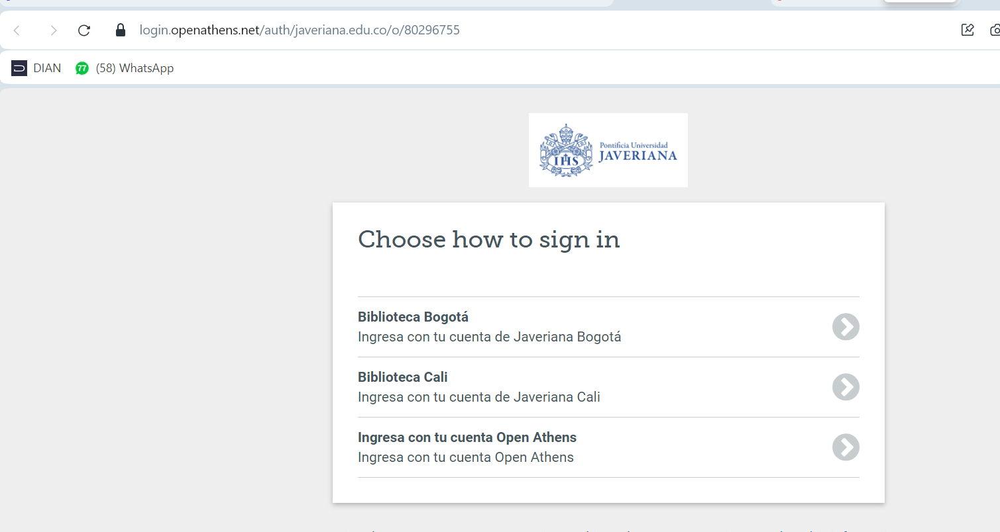 login.openathens.net/auth/javeriana.edu.co/o/80296755
DIAN
77
(58) WhatsApp
IHS
Pontificia Universidad
JAVERIANA
Choose how to sign in
Biblioteca Bogotá
Ingresa con tu cuenta de Javeriana Bogotá
Biblioteca Cali
Ingresa con tu cuenta de Javeriana Cali
Ingresa con tu cuenta Open Athens
Ingresa con tu cuenta Open Athens